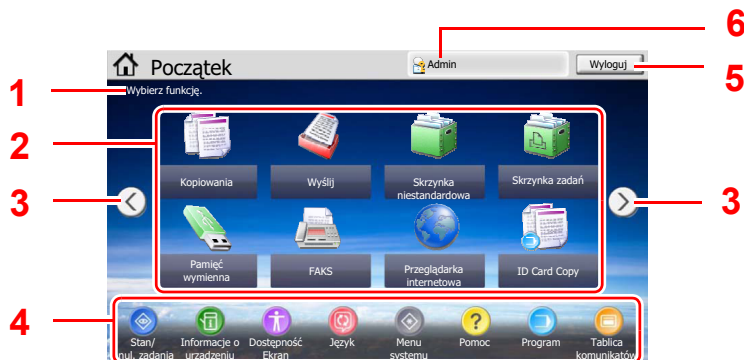 6
Początek
Admin
Wyloguj
5
1
Wybierz funkcję.
2
Kopiowania
Wyślij
Skrzynka
niestandardowa
Skrzynka zadań
3
3
Pamięć
wymienna
FAKS
Przeglądarka
internetowa
ID Card Copy
4
Stan/
nul. zadania
Informacje o
urządzeniu
Dostępność
Ekran
Język
Menu
systemu
Pomoc
Program
Tablica
komunikatów